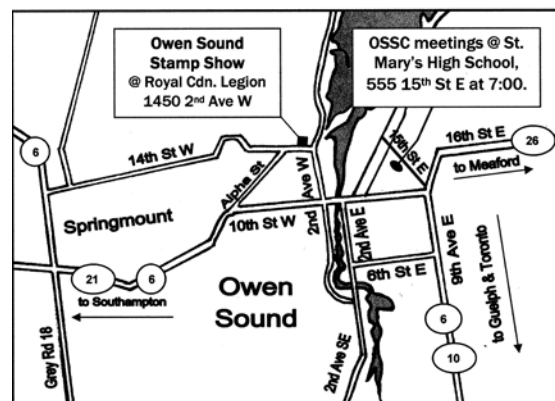 Owen Sound
Stamp Show
@ Royal Cdn. Legion
1450 2nd Ave W
OSSC meetings @ St.
Mary's High School,
555 15th St E at 7:00.
6
14th St W
Alpha St
2nd Ave W
15th St E
16th St E
26
to Meaford
Springmount
10th St W
2nd Ave E
6th St E
9th Ave E
to Guelph & Toronto
21
6
to Southampton
Owen
Sound
Grey Rd 18
2nd Ave SE
6
10